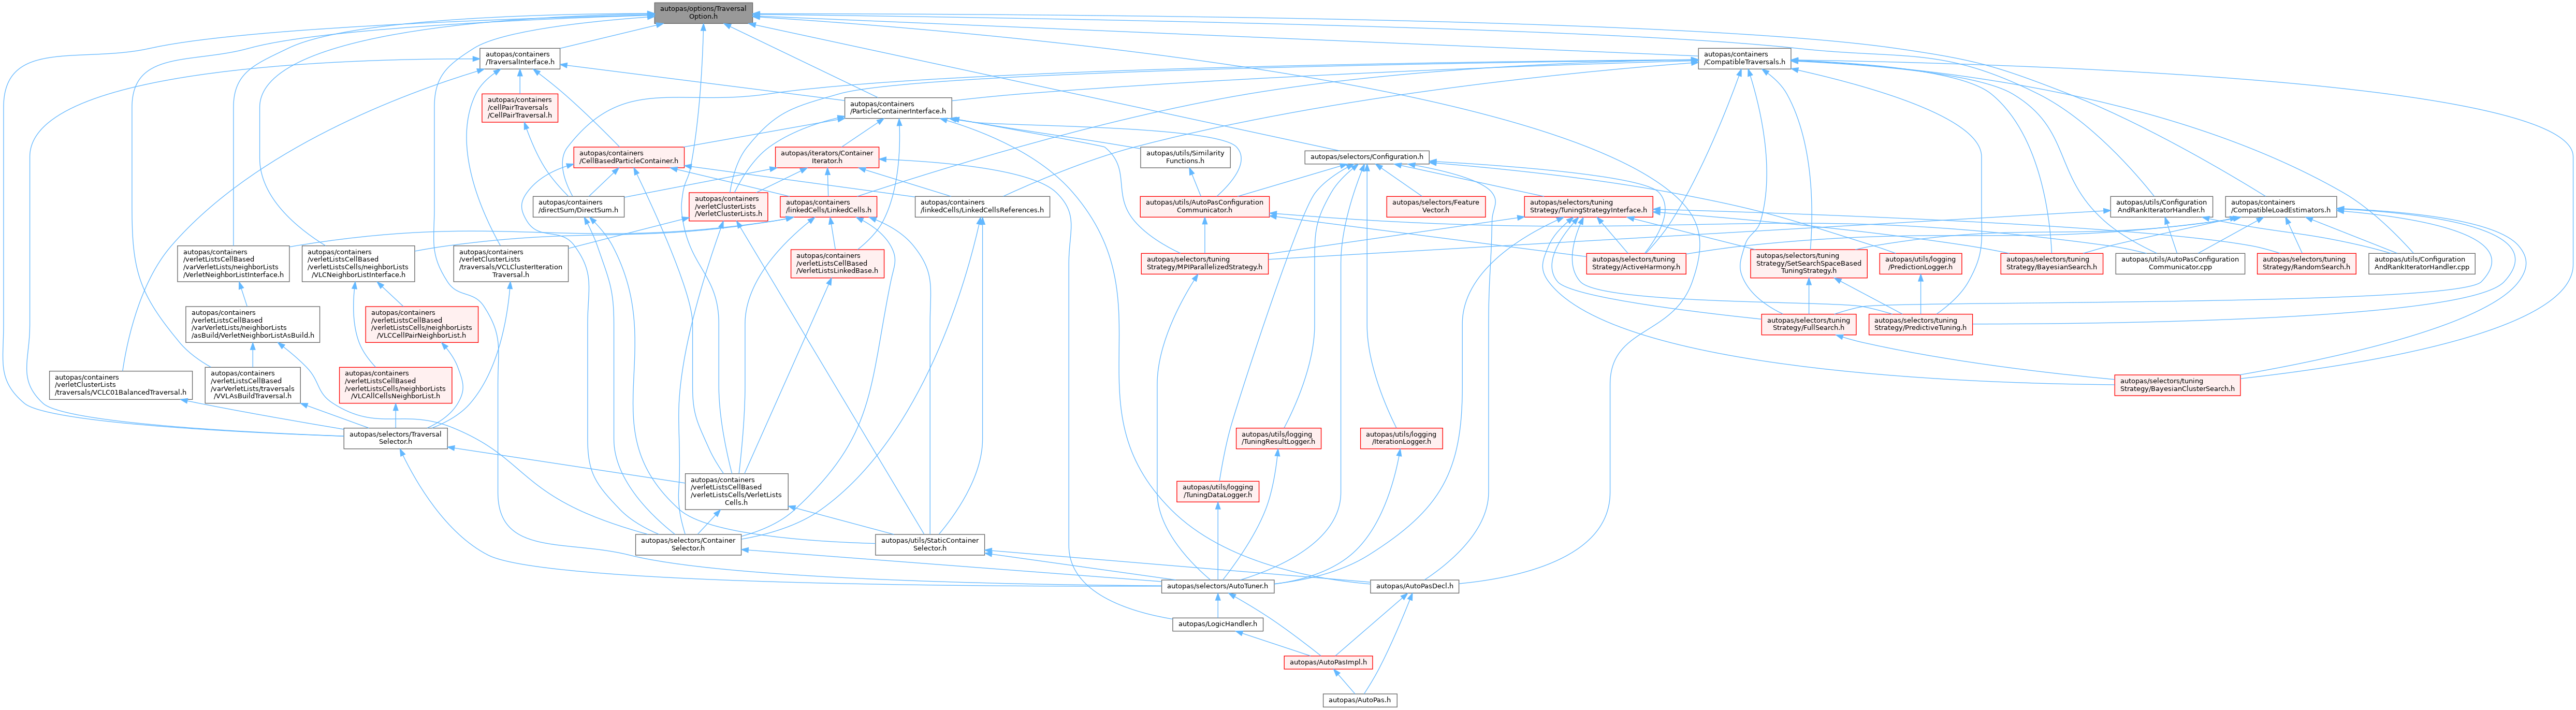 autopas/options/Traversal
Option.h
autopas/containers
/TraversalInterface.h
autopas/containers
/CompatibleTraversals.h
autopas/containers
/cellPairTraversals
/CellPairTraversal.h
autopas/containers
/ParticleContainerInterface.h
autopas/containers
/CellBasedParticleContainer.h
autopas/iterators/Container
Iterator.h
autopas/utils/Similarity
Functions.h
autopas/selectors/Configuration.h
autopas/containers
/directSum/DirectSum.h
autopas/containers
/verletClusterLists
/VerletClusterLists.h
autopas/containers
/linkedCells/LinkedCells.h
autopas/containers
/linkedCells/LinkedCellsReferences.h
autopas/utils/AutoPasConfiguration
Communicator.h
autopas/selectors/Feature
Vector.h
autopas/selectors/tuning
Strategy/TuningStrategyInterface.h
autopas/utils/Configuration
AndRankIteratorHandler.h
autopas/containers
/CompatibleLoadEstimators.h
autopas/containers
/verletListsCellBased
/varVerletLists/neighborLists
/VerletNeighborListInterface.h
autopas/containers
/verletListsCellBased
/verletListsCells/neighborLists
/VLCNeighborListInterface.h
autopas/containers
/verletClusterLists
/traversals/VCLClusterIteration
Traversal.h
autopas/containers
/verletListsCellBased
/VerletListsLinkedBase.h
autopas/selectors/tuning
Strategy/MPIParallelizedStrategy.h
autopas/selectors/tuning
Strategy/ActiveHarmony.h
autopas/selectors/tuning
Strategy/SetSearchSpaceBased
TuningStrategy.h
autopas/utils/logging
/PredictionLogger.h
autopas/selectors/tuning
Strategy/BayesianSearch.h
autopas/utils/AutoPasConfiguration
Communicator.cpp
autopas/selectors/tuning
Strategy/RandomSearch.h
autopas/utils/Configuration
AndRankIteratorHandler.cpp
autopas/containers
/verletListsCellBased
/varVerletLists/neighborLists
/asBuild/VerletNeighborListAsBuild.h
autopas/containers
/verletListsCellBased
/verletListsCells/neighborLists
/VLCCellPairNeighborList.h
autopas/selectors/tuning
Strategy/FullSearch.h
autopas/selectors/tuning
Strategy/PredictiveTuning.h
autopas/containers
/verletClusterLists
/traversals/VCLC01BalancedTraversal.h
autopas/containers
/verletListsCellBased
/varVerletLists/traversals
/VVLAsBuildTraversal.h
autopas/containers
/verletListsCellBased
/verletListsCells/neighborLists
/VLCAllCellsNeighborList.h
autopas/selectors/tuning
Strategy/BayesianClusterSearch.h
autopas/selectors/Traversal
Selector.h
autopas/utils/logging
/TuningResultLogger.h
autopas/utils/logging
/IterationLogger.h
autopas/containers
/verletListsCellBased
/verletListsCells/VerletLists
Cells.h
autopas/utils/logging
/TuningDataLogger.h
autopas/selectors/Container
Selector.h
autopas/utils/StaticContainer
Selector.h
autopas/selectors/AutoTuner.h
autopas/AutoPasDecl.h
autopas/LogicHandler.h
autopas/AutoPasImpl.h
autopas/AutoPas.h